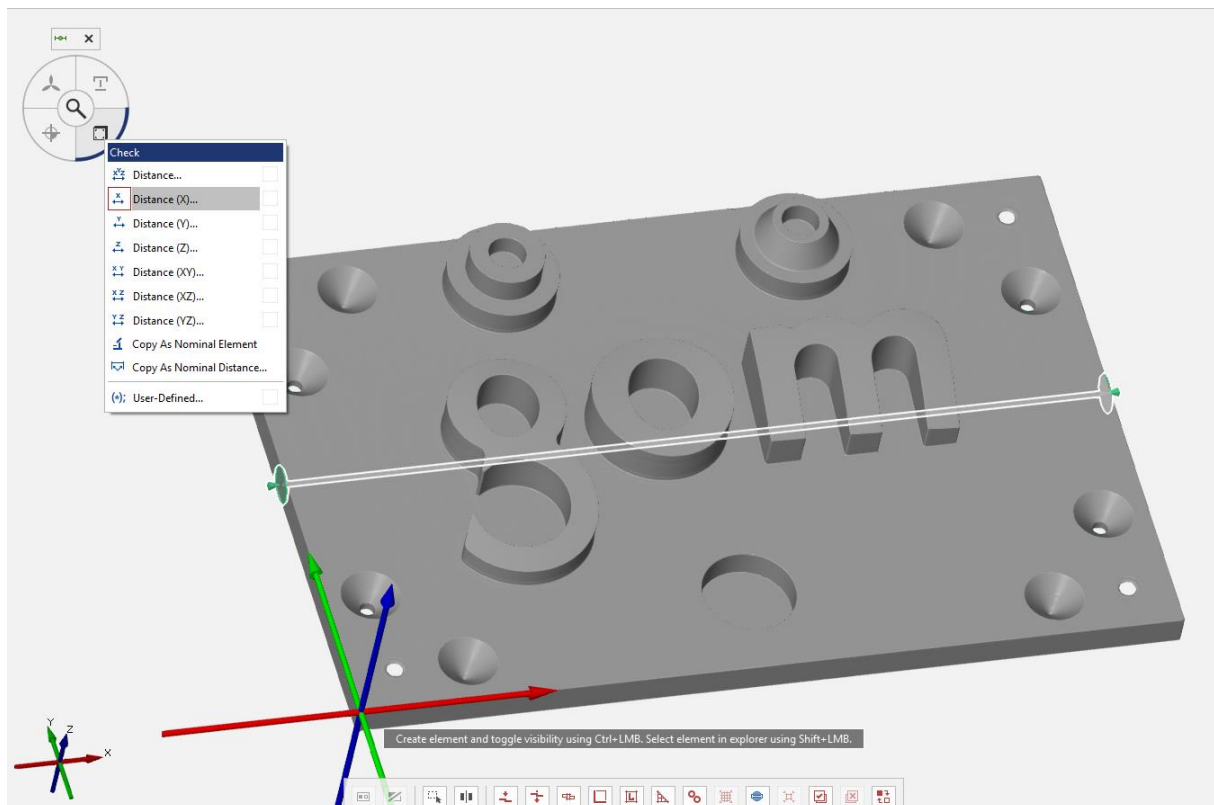 Check
Distance...
Distance (X)...
Distance (Y)...
Distance (Z)...
Distance (XY)...
Distance (XZ)...
Distance (YZ)...
Copy As Nominal Element
Copy As Nominal Distance...
User-Defined...
gom
Create element and toggle visibility using Ctrl+LMB. Select element in explorer using Shift+LMB.
Y
Z
X